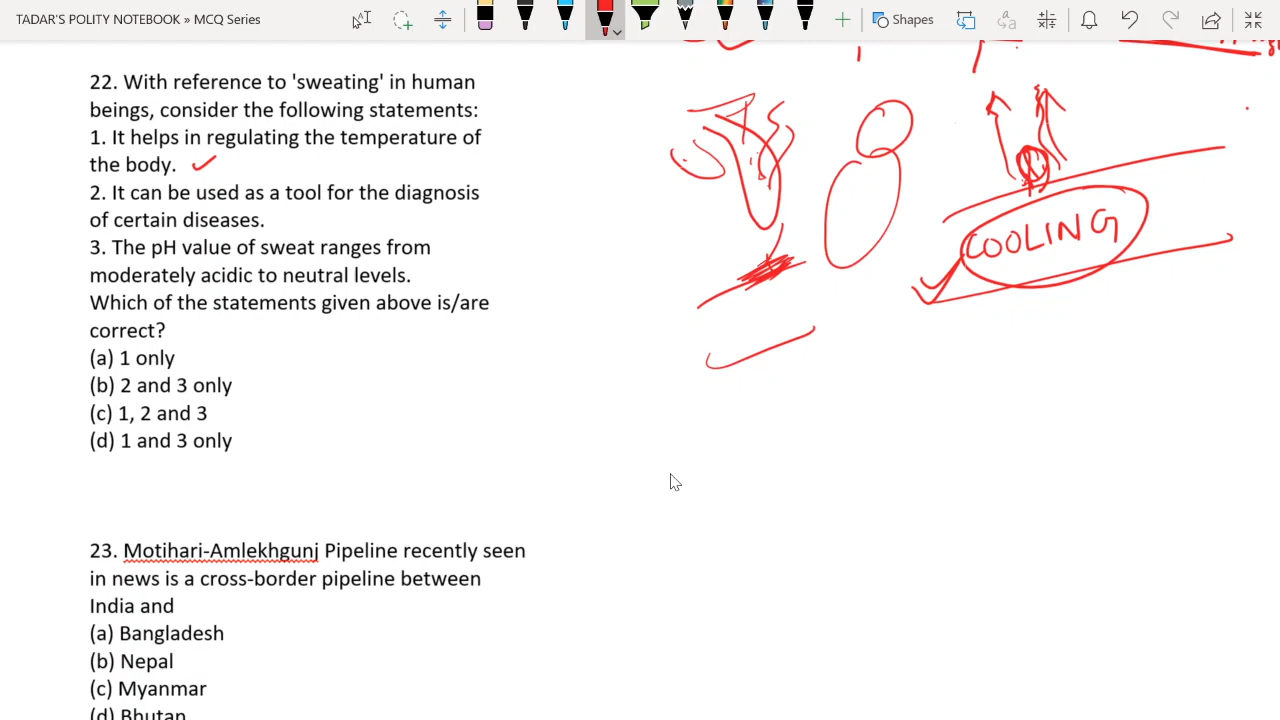 TADAR'S POLITY NOTEBOOK » MCQ Series
Shapes
22. With reference to 'sweating' in human
beings, consider the following statements:
1. It helps in regulating the temperature of
the body.
2. It can be used as a tool for the diagnosis
of certain diseases.
3. The pH value of sweat ranges from
moderately acidic to neutral levels.
Which of the statements given above is/are
correct?
(a) 1 only
(b) 2 and 3 only
(c) 1, 2 and 3
(d) 1 and 3 only
COOLING
23. Motihari-Amlekhgunj Pipeline recently seen
in news is a cross-border pipeline between
India and
(a) Bangladesh
(b) Nepal
(c) Myanmar
(d) Bhutan